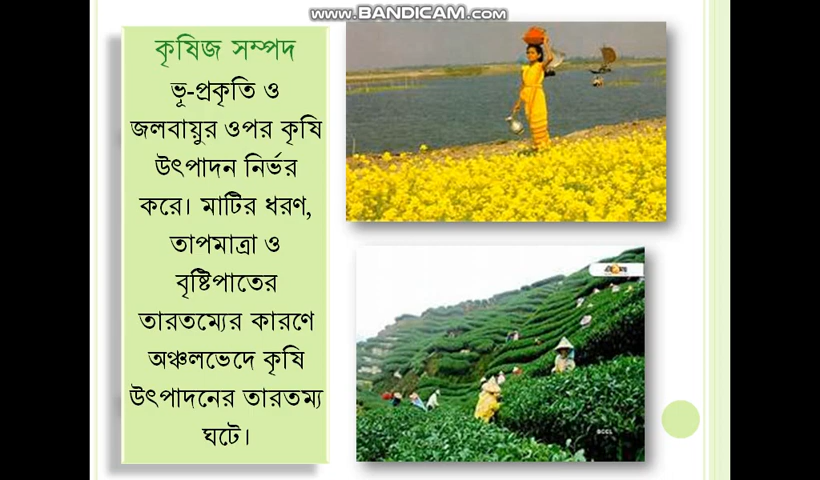 www.BANDICAM.com
কৃষিজ সম্পদ
ভূ-প্রকৃতি ও
জলবায়ুর ওপর কৃষি
উৎপাদন নির্ভর
করে। মাটির ধরণ,
তাপমাত্রা ও
বৃষ্টিপাতের
তারতম্যের কারণে
অঞ্চলভেদে কৃষি
উৎপাদনের তারতম্য
ঘটে।